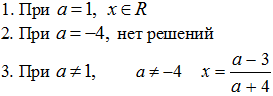 1. При a = 1, x ∈ R
2. При a = −4, нет решений
3. При a ≠ 1, a ≠ −4 x = (a − 3)/(a + 4)